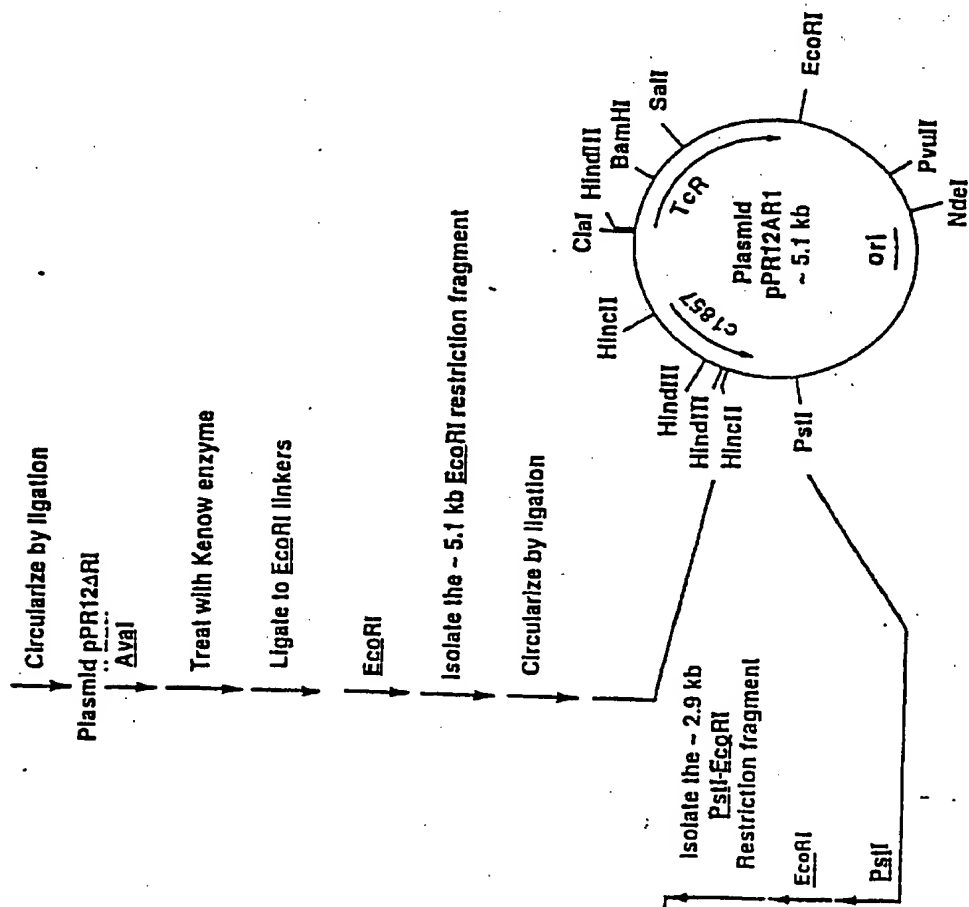 Circularize by ligation
Plasmid pPR12ΔRI
AvaI
Treat with Kenow enzyme
Ligate to EcoRI linkers
EcoRI
Isolate the ~ 5.1 kb EcoRI restriction fragment
Circularize by ligation
HindIII
HindIII
HincII
HincII
ClaI
HindIII
BamHI
SalI
EcoRI
PvuII
NdeI
PstI
c1857
TcR
Plasmid
pPR12AR1
~ 5.1 kb
ori
Isolate the ~ 2.9 kb
PstI-EcoRI
Restriction fragment
EcoRI
PstI